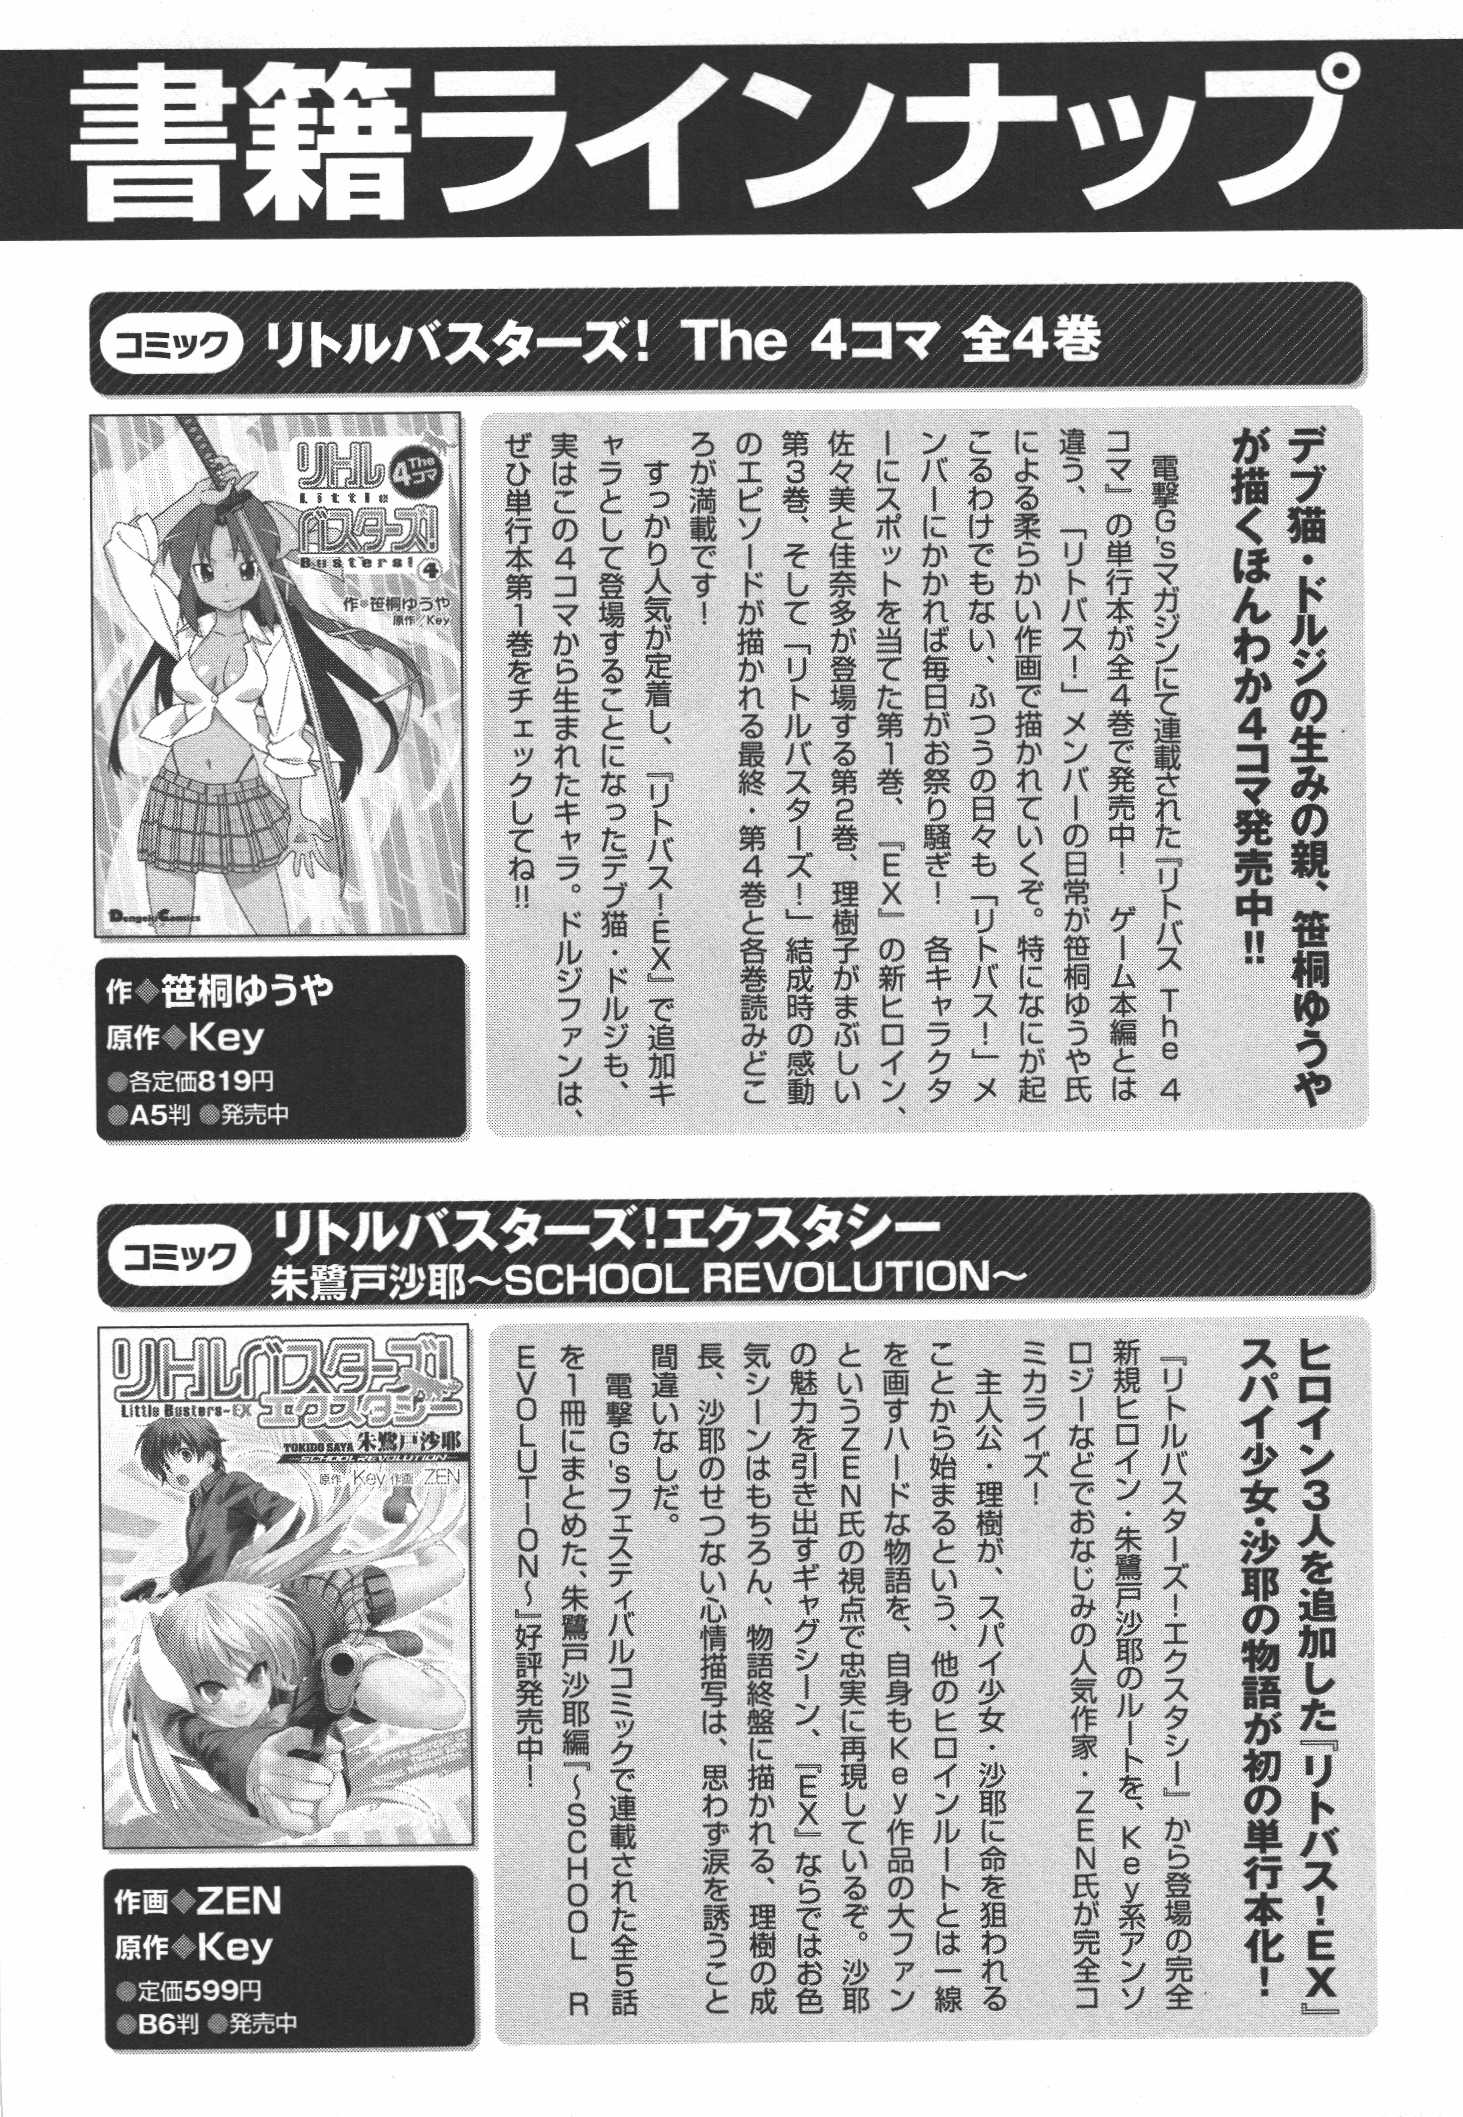 書籍ラインナップ
コミック
リトルバスターズ! The 4コマ 全4巻
リトル
Little
The
4コマ
バスターズ!
Busters!
4
作◆笹桐ゆうや
原作/Key
Dengeki Comics
作◆笹桐ゆうや
原作◆Key
●各定価819円
●A5判 ●発売中
デブ猫・ドルジの生みの親、笹桐ゆうや
が描くほんわか4コマ発売中!!
電撃G'sマガジンにて連載された『リトバス The 4
コマ』の単行本が全4巻で発売中! ゲーム本編とは
違う、「リトバス!」メンバーの日常が笹桐ゆうや氏
による柔らかい作画で描かれていくぞ。特になにが起
こるわけでもない、ふつうの日々も「リトバス!」メ
ンバーにかかれば毎日がお祭り騒ぎ! 各キャラクタ
ーにスポットを当てた第1巻、『EX』の新ヒロイン、
佐々美と佳奈多が登場する第2巻、理樹子がまぶしい
第3巻、そして「リトルバスターズ!」結成時の感動
のエピソードが描かれる最終・第4巻と各巻読みどこ
ろが満載です!
すっかり人気が定着し、『リトバス!EX』で追加キ
ャラとして登場することになったデブ猫・ドルジも、
実はこの4コマから生まれたキャラ。ドルジファンは、
ぜひ単行本第1巻をチェックしてね!!
コミック
リトルバスターズ!エクスタシー
朱鷺戸沙耶～SCHOOL REVOLUTION～
リトルバスターズ!
Little Busters-EX
エクスタシー
TOKIDO SAYA 朱鷺戸沙耶
～SCHOOL REVOLUTION～
原作 Key 作画 ZEN
作画◆ZEN
原作◆Key
●定価599円
●B6判 ●発売中
ヒロイン3人を追加した『リトバス!EX』
スパイ少女・沙耶の物語が初の単行本化!
『リトルバスターズ!エクスタシー』から登場の完全
新規ヒロイン・朱鷺戸沙耶のルートを、Key系アンソ
ロジーなどでおなじみの人気作家・ZEN氏が完全コ
ミカライズ!
主人公・理樹が、スパイ少女・沙耶に命を狙われる
ことから始まるという、他のヒロインルートとは一線
を画すハードな物語を、自身もKey作品の大ファン
というZEN氏の視点で忠実に再現しているぞ。沙耶
の魅力を引き出すギャグシーン、『EX』ならではお色
気シーンはもちろん、物語終盤に描かれる、理樹の成
長、沙耶のせつない心情描写は、思わず涙を誘うこと
間違いなしだ。
電撃G'sフェスティバルコミックで連載された全5話
を1冊にまとめた、朱鷺戸沙耶編『～SCHOOL R
EVOLUTION～』好評発売中!